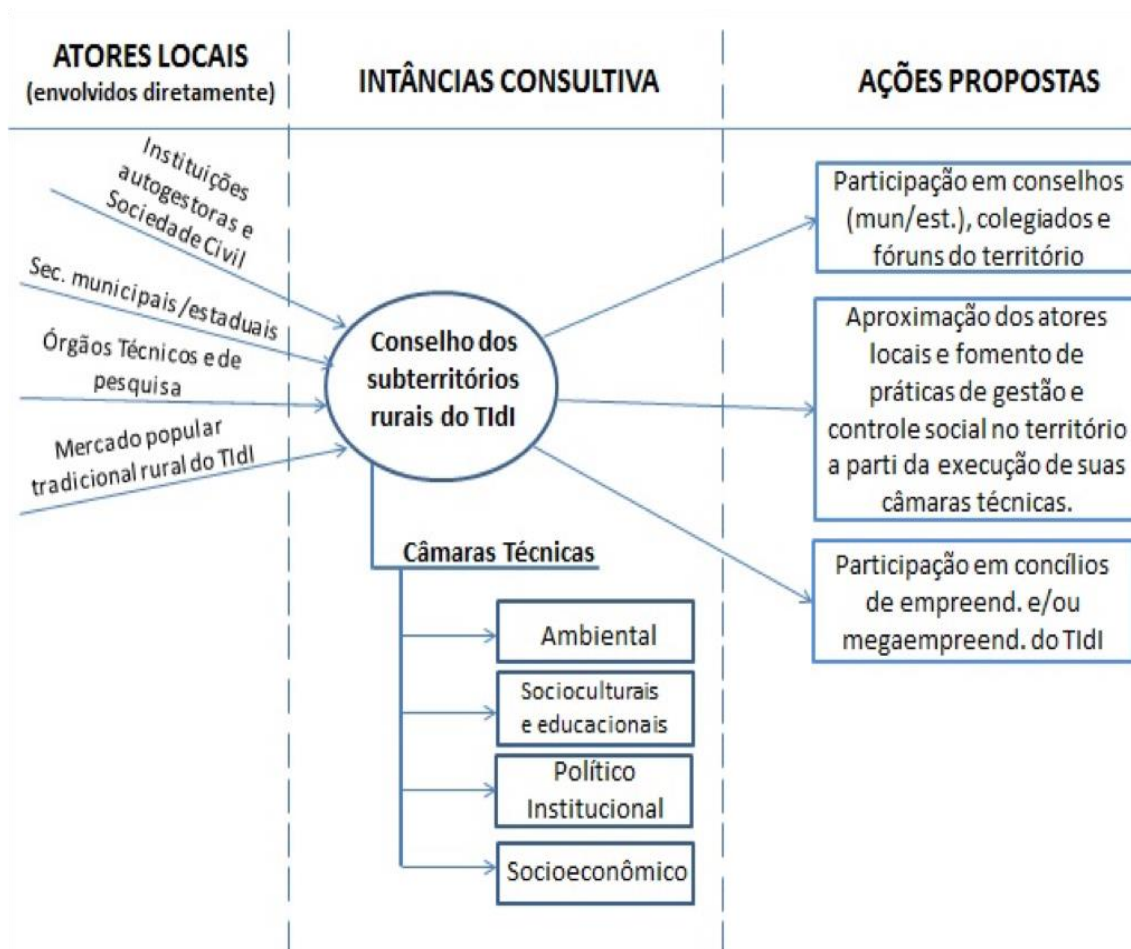 ATORES LOCAIS
(envolvidos diretamente)
INTÂNCIAS CONSULTIVA
AÇÕES PROPOSTAS
Instituições
autogestoras e
Sociedade Civil
Sec. municipais/estaduais
Órgãos Técnicos e de
pesquisa
Mercado popular
tradicional rural do TIdI
Conselho dos
subterritórios
rurais do TIdI
Câmaras Técnicas
Ambiental
Socioculturais
e educacionais
Político
Institucional
Socioeconômico
Participação em conselhos
(mun/est.), colegiados e
fóruns do território
Aproximação dos atores
locais e fomento de
práticas de gestão e
controle social no território
a parti da execução de suas
câmaras técnicas.
Participação em concílios
de empreend. e/ou
megaempreend. do TIdI